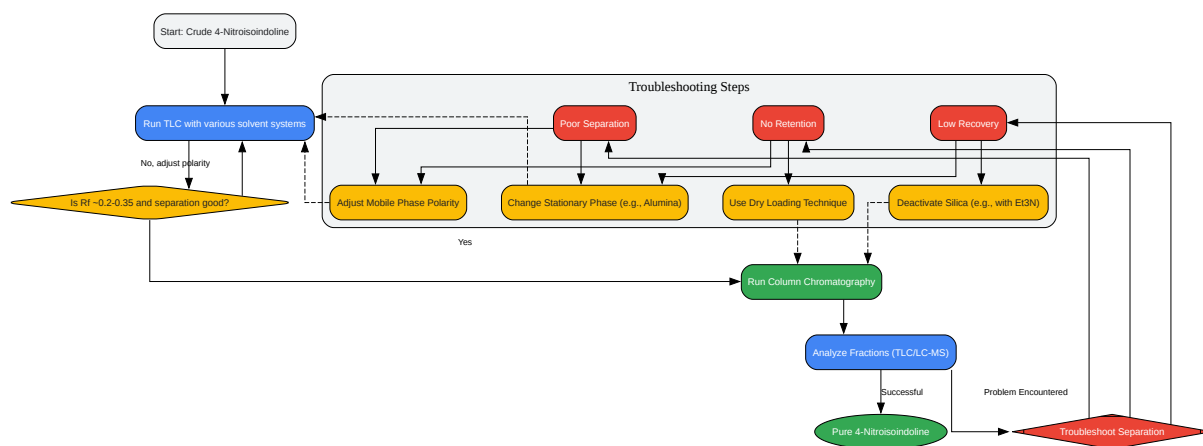 Start: Crude 4-Nitroisoindoline
Troubleshooting Steps
Run TLC with various solvent systems
Poor Separation
No Retention
Low Recovery
No, adjust polarity
Is Rf ~0.2-0.35 and separation good?
Adjust Mobile Phase Polarity
Change Stationary Phase (e.g., Alumina)
Use Dry Loading Technique
Deactivate Silica (e.g., with Et3N)
Yes
Run Column Chromatography
Analyze Fractions (TLC/LC-MS)
Successful
Problem Encountered
Pure 4-Nitroisoindoline
Troubleshoot Separation